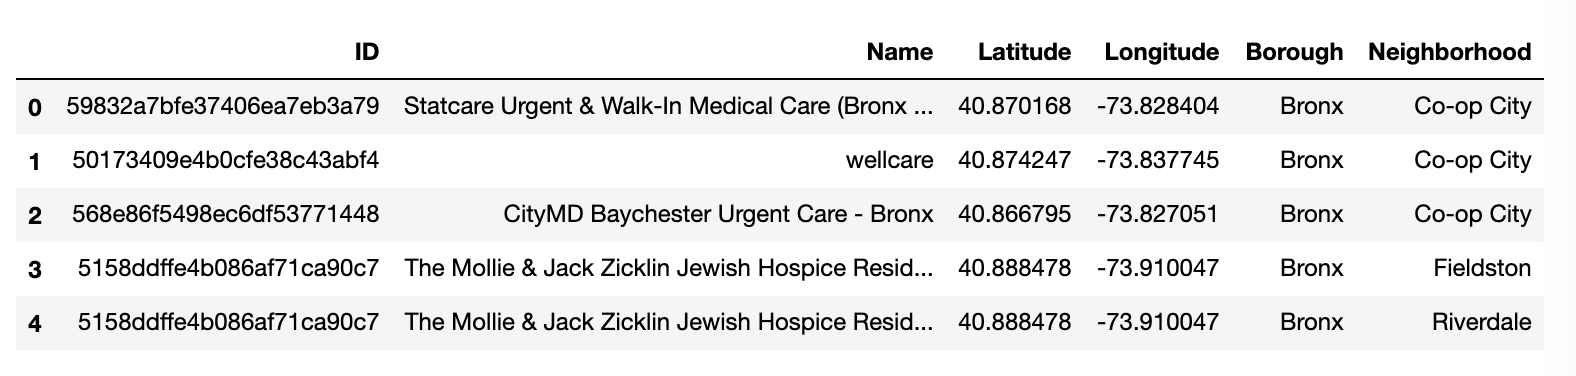 ID Name Latitude Longitude Borough Neighborhood
0 59832a7bfe37406ea7eb3a79 Statcare Urgent & Walk-In Medical Care (Bronx ... 40.870168 -73.828404 Bronx Co-op City
1 50173409e4b0cfe38c43abf4 wellcare 40.874247 -73.837745 Bronx Co-op City
2 568e86f5498ec6df53771448 CityMD Baychester Urgent Care - Bronx 40.866795 -73.827051 Bronx Co-op City
3 5158ddffe4b086af71ca90c7 The Mollie & Jack Zicklin Jewish Hospice Resid... 40.888478 -73.910047 Bronx Fieldston
4 5158ddffe4b086af71ca90c7 The Mollie & Jack Zicklin Jewish Hospice Resid... 40.888478 -73.910047 Bronx Riverdale